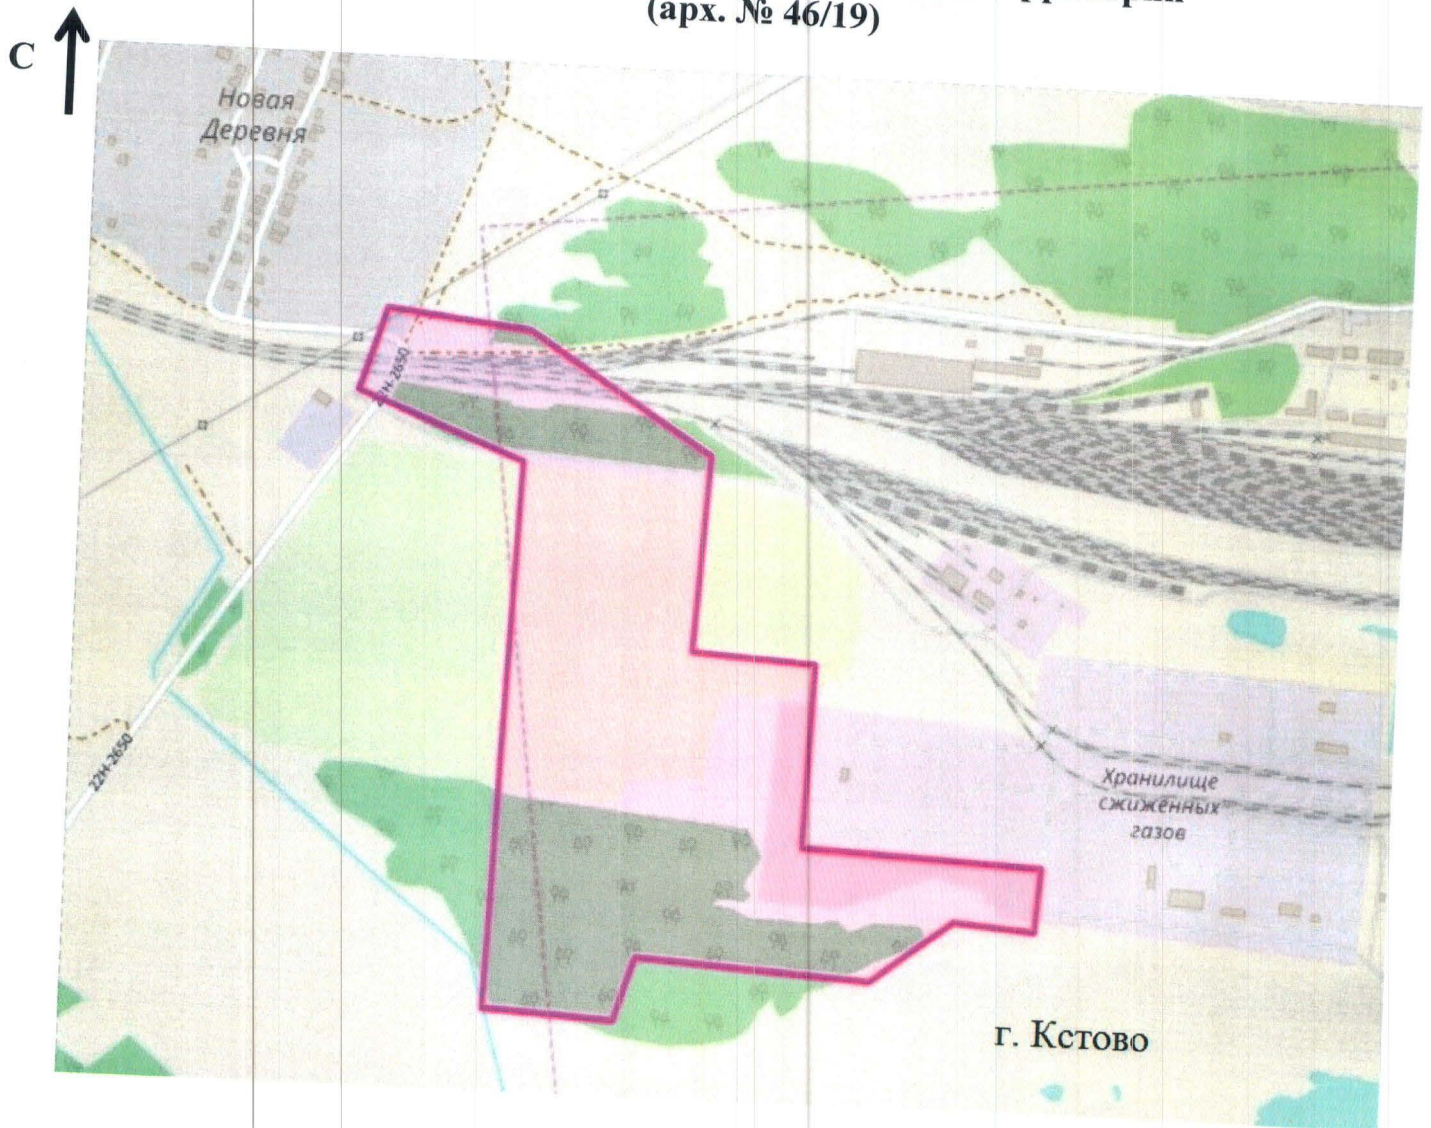 (арх. № 46/19)
С
Новая
Деревня
22Н-2650
22Н-2650
Хранилище
сжиженных
газов
г. Кстово